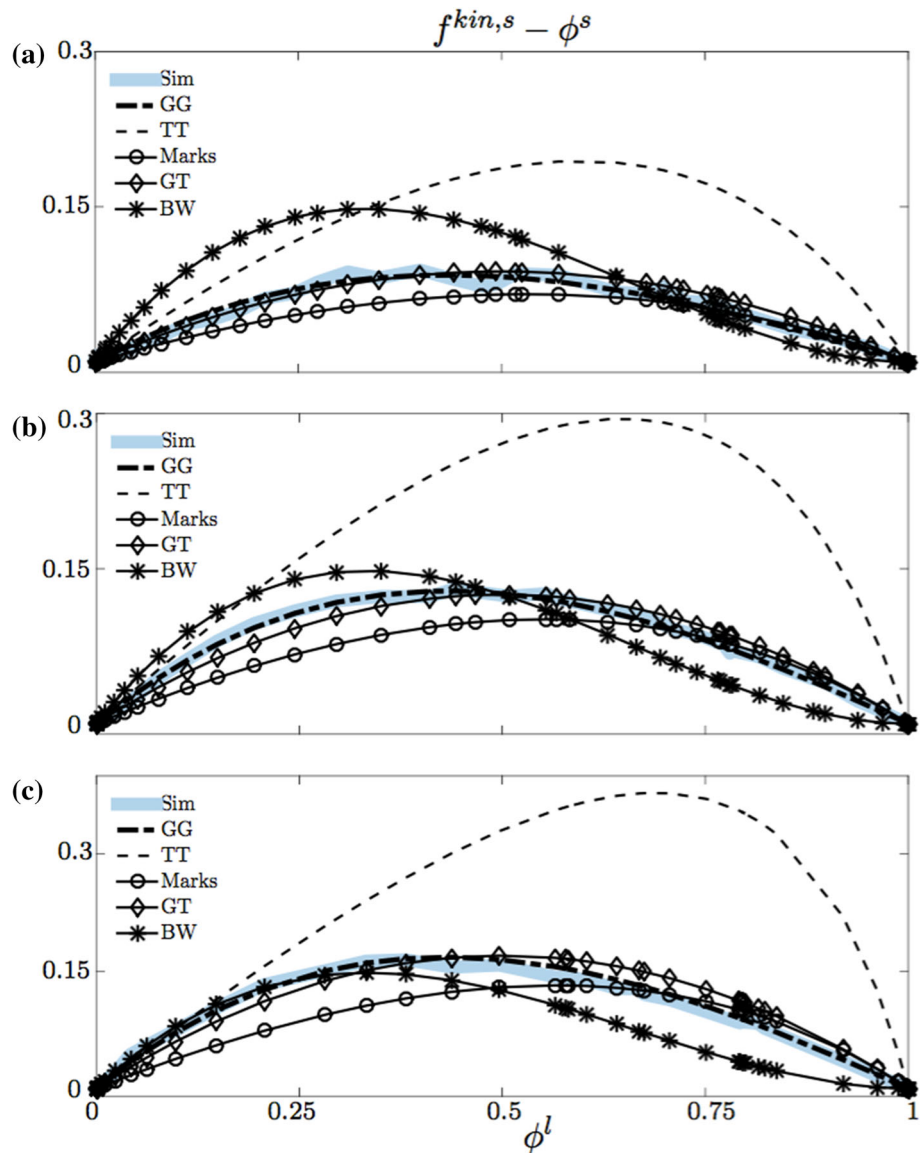 f^{kin,s} − ϕ^s
(a)
0.3
0.15
0
Sim
GG
TT
Marks
GT
BW
(b)
0.3
0.15
0
Sim
GG
TT
Marks
GT
BW
(c)
0.3
0.15
0
Sim
GG
TT
Marks
GT
BW
0 0.25 0.5 0.75 1
ϕ^l